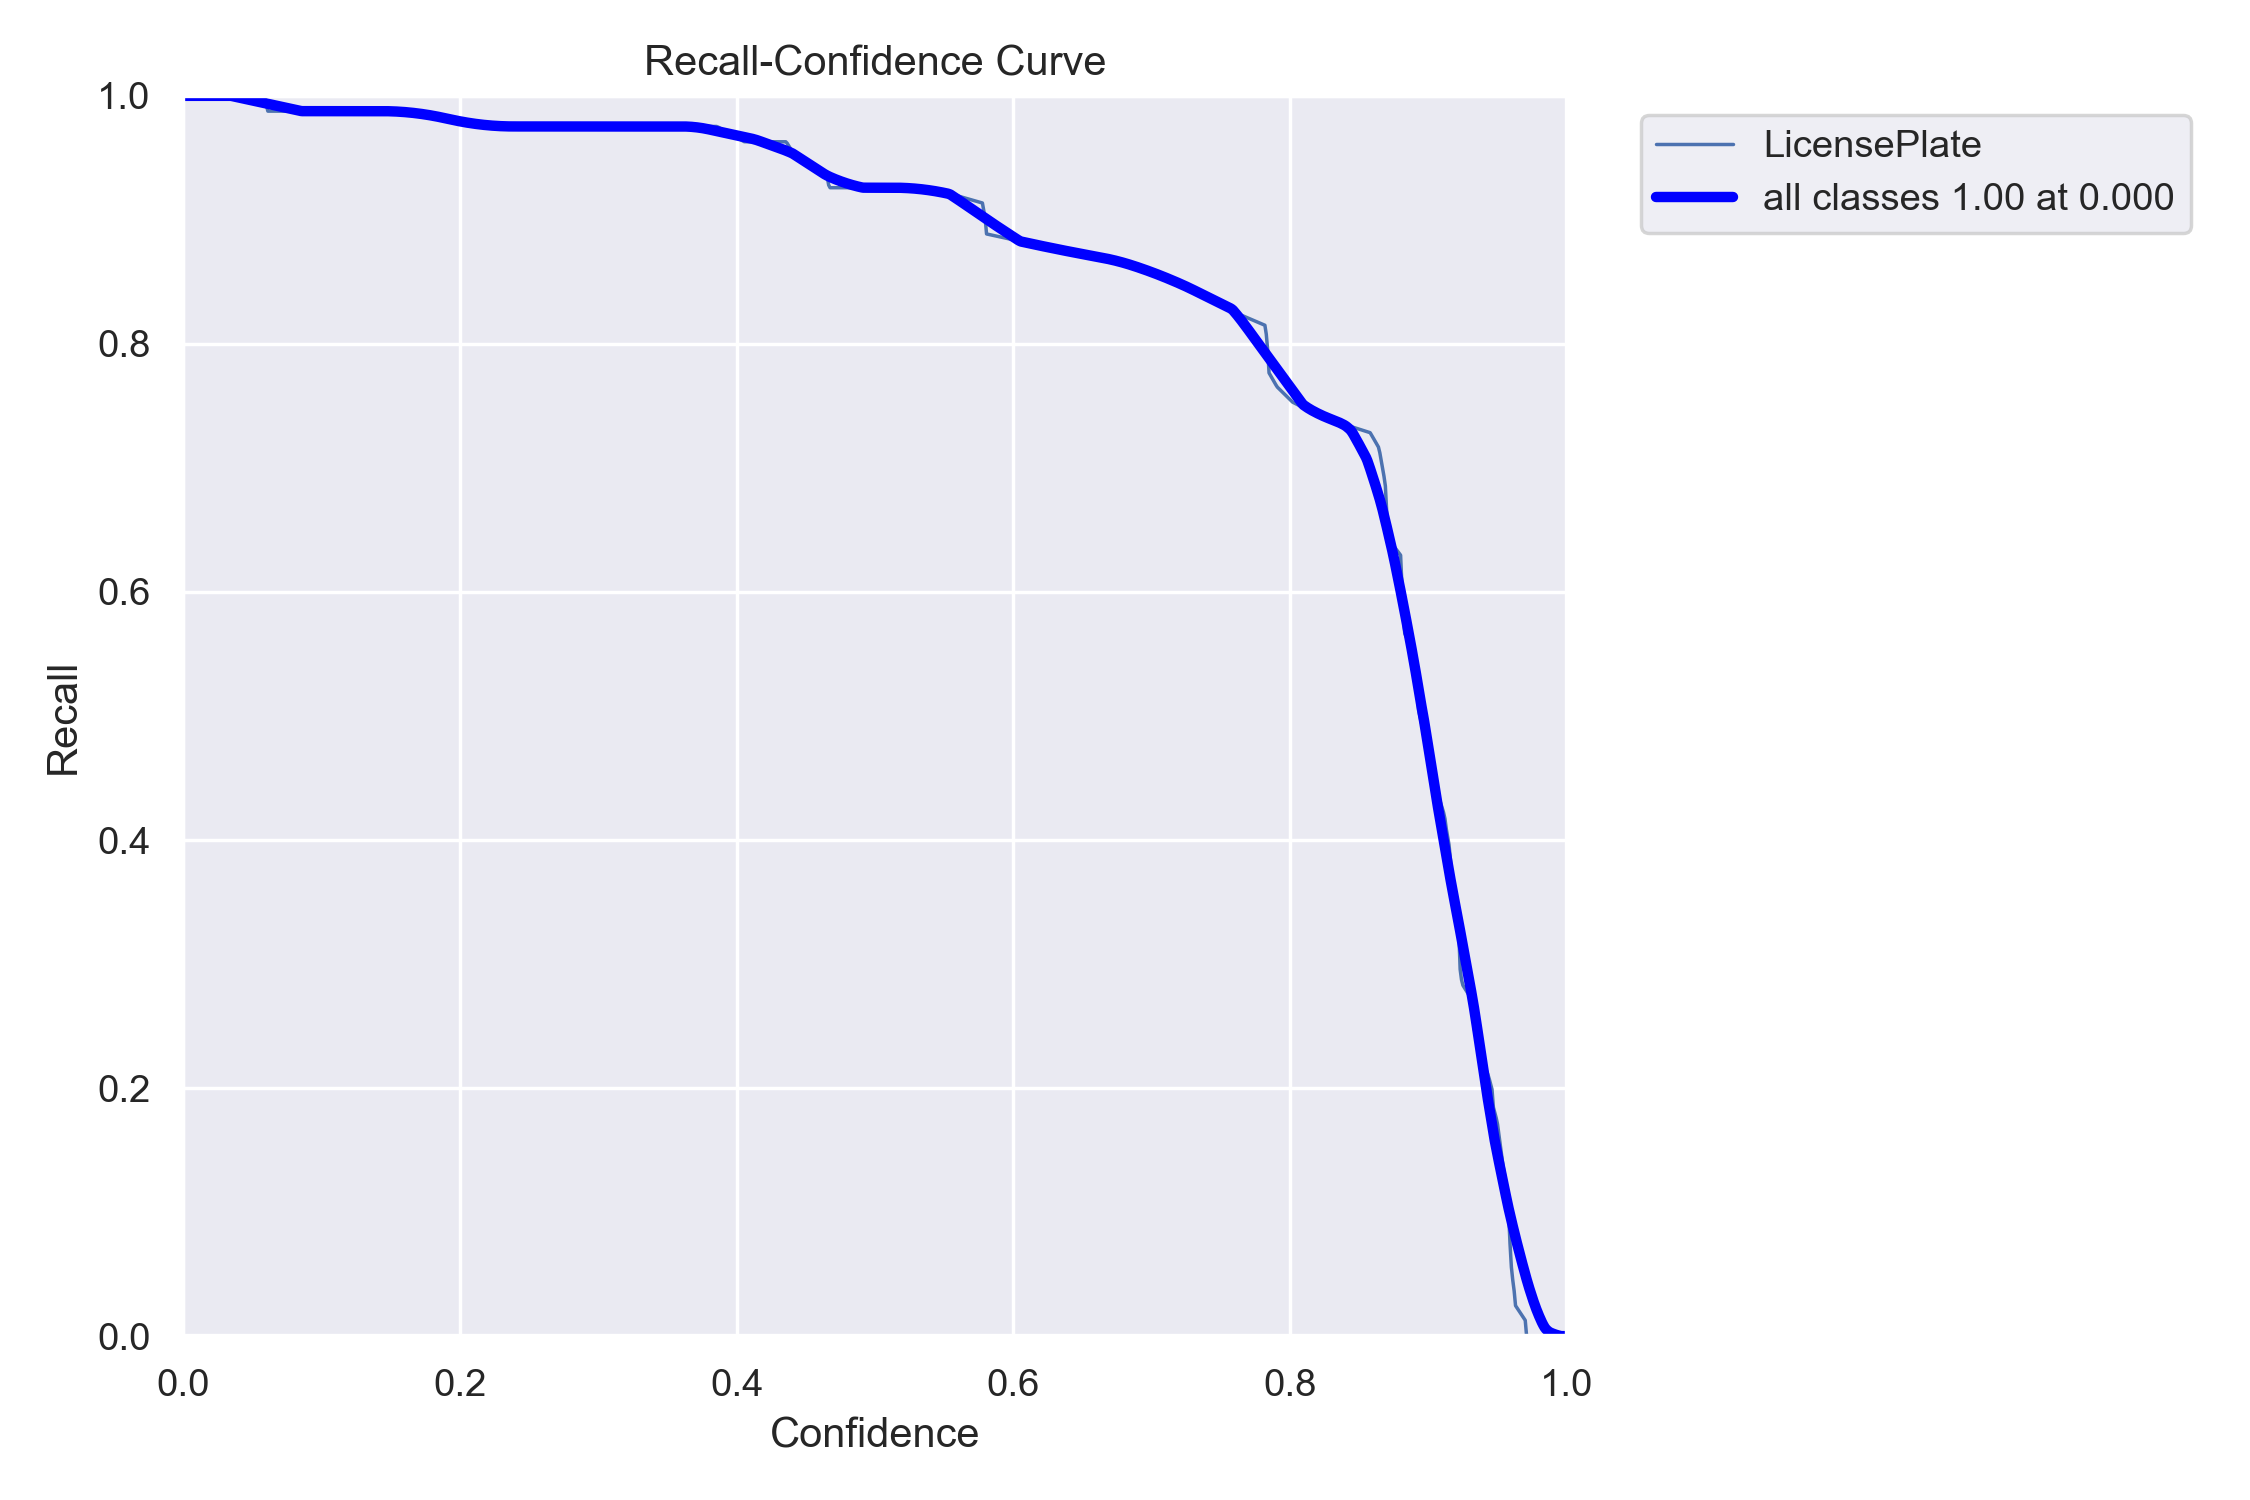 Recall-Confidence Curve
1.0
0.8
0.6
0.4
0.2
0.0
Recall
0.0 0.2 0.4 0.6 0.8 1.0
Confidence
LicensePlate
all classes 1.00 at 0.000